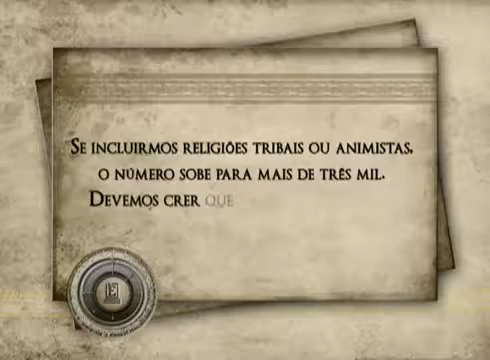 Se incluirmos religiões tribais ou animistas,
o número sobe para mais de três mil.
Devemos crer que